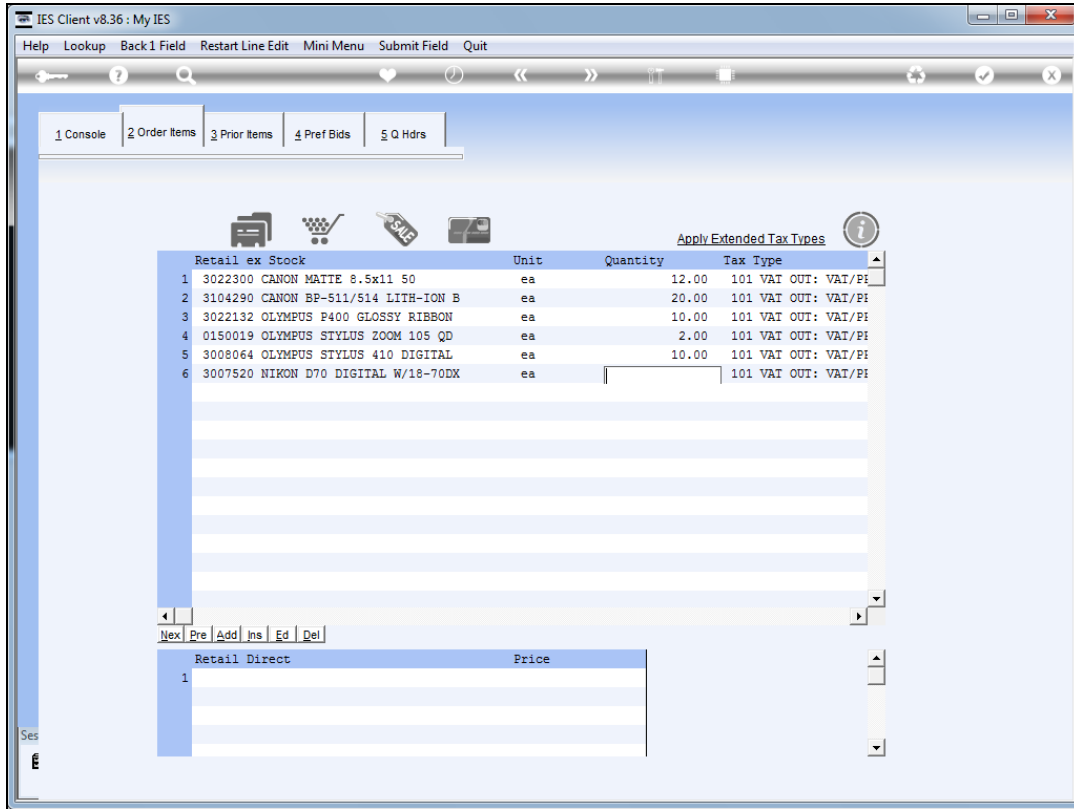 IES Client v8.36 : My IES
Help Lookup Back 1 Field Restart Line Edit Mini Menu Submit Field Quit
1 Console 2 Order Items 3 Prior Items 4 Pref Bids 5 Q Hdrs
SALE
Apply Extended Tax Types
Retail ex Stock Unit Quantity Tax Type
1 3022300 CANON MATTE 8.5x11 50 ea 12.00 101 VAT OUT: VAT/PE
2 3104290 CANON BP-511/514 LITH-ION B ea 20.00 101 VAT OUT: VAT/PE
3 3022132 OLYMPUS P400 GLOSSY RIBBON ea 10.00 101 VAT OUT: VAT/PE
4 0150019 OLYMPUS STYLUS ZOOM 105 QD ea 2.00 101 VAT OUT: VAT/PE
5 3008064 OLYMPUS STYLUS 410 DIGITAL ea 10.00 101 VAT OUT: VAT/PE
6 3007520 NIKON D70 DIGITAL W/18-70DX ea 101 VAT OUT: VAT/PE
Nex Pre Add Ins Ed Del
Retail Direct Price
1
Ses